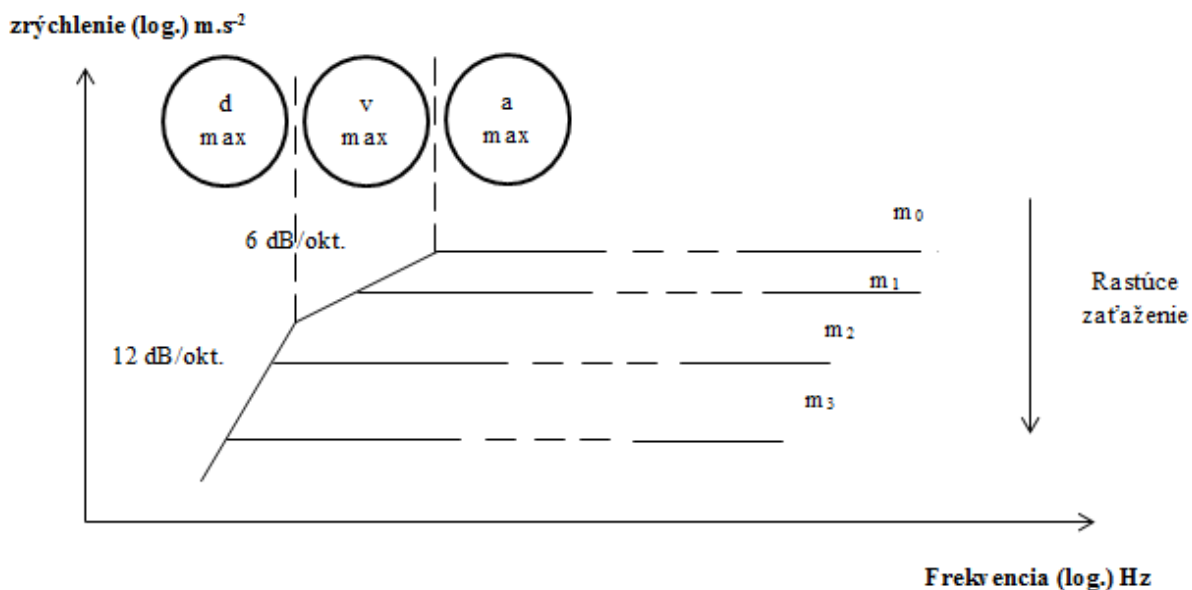 zrýchlenie (log.) m.s-2
d
max
v
max
a
max
m0
6 dB/okt.
m1
Rastúce
zaťaženie
m2
12 dB/okt.
m3
Frekvencia (log.) Hz